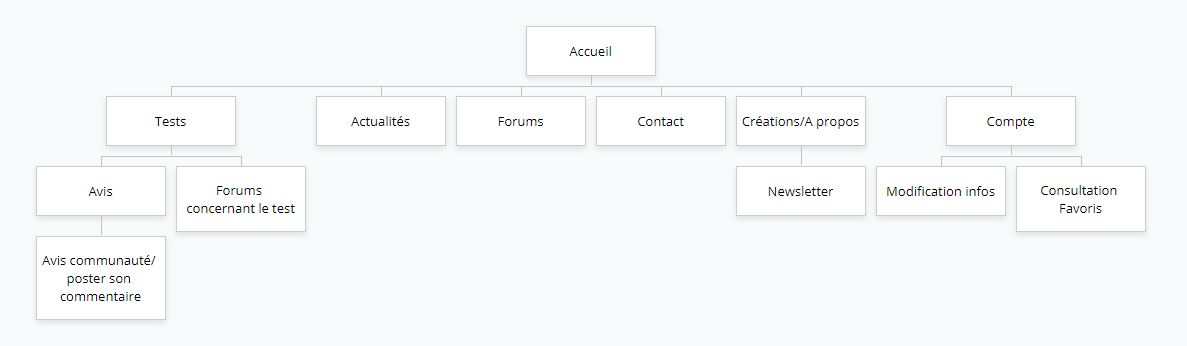 Accueil
Tests
Actualités
Forums
Contact
Créations/A propos
Compte
Avis
Forums
concernant le test
Newsletter
Modification infos
Consultation
Favoris
Avis communauté/
poster son
commentaire